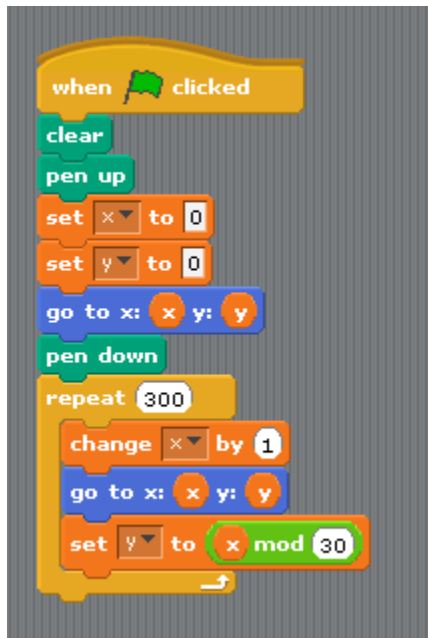 when clicked
clear
pen up
set x to 0
set y to 0
go to x: x y: y
pen down
repeat 300
change x by 1
go to x: x y: y
set y to x mod 30